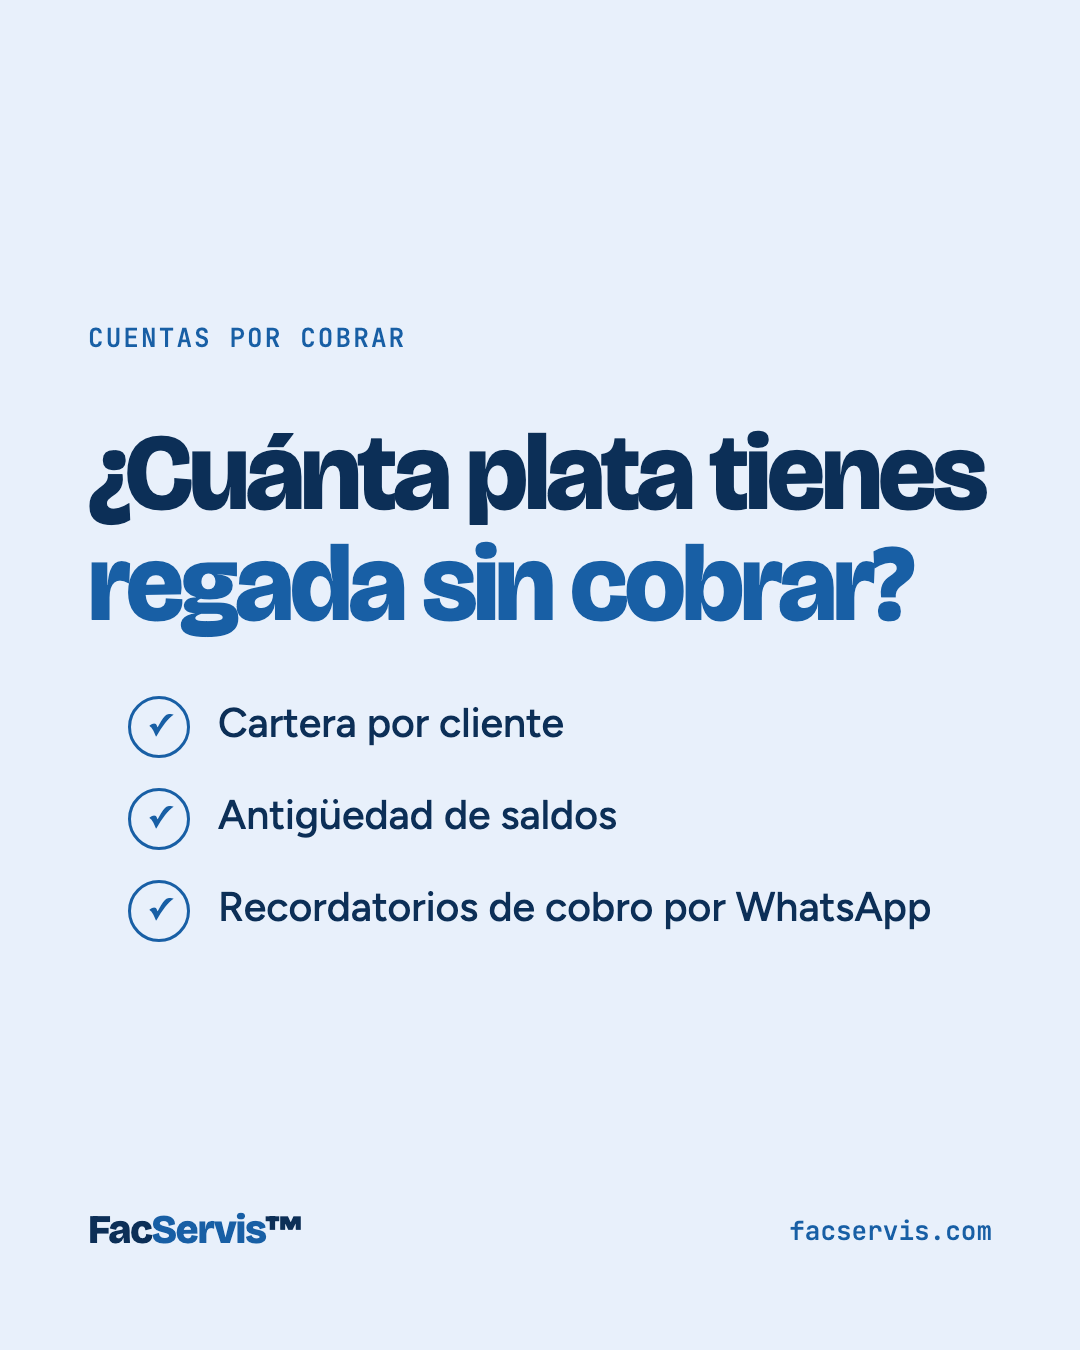 CUENTAS POR COBRAR
¿Cuánta plata tienes
regada sin cobrar?
✓ Cartera por cliente
✓ Antigüedad de saldos
✓ Recordatorios de cobro por WhatsApp
FacServis™
facservis.com